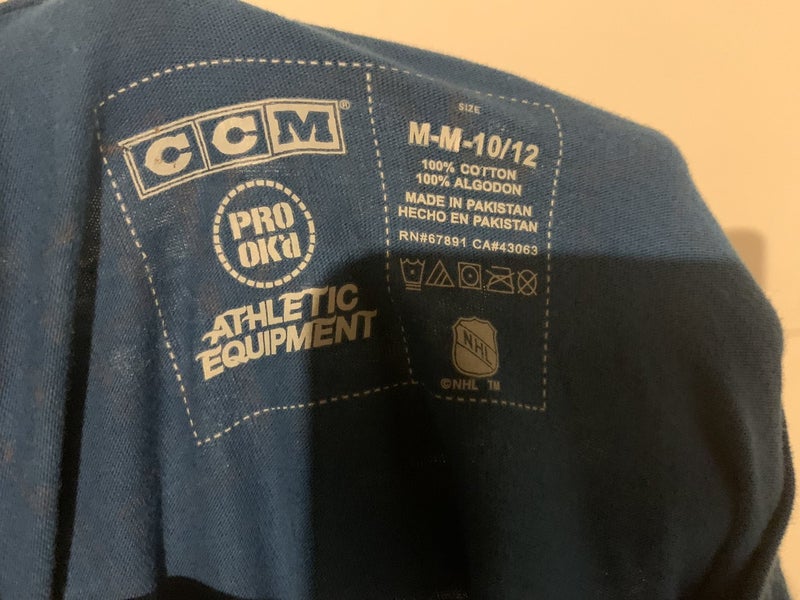 CCM®
PRO
OK'd
ATHLETIC
EQUIPMENT
SIZE
M-M-10/12
100% COTTON
100% ALGODON
MADE IN PAKISTAN
HECHO EN PAKISTAN
RN#67891 CA#43063
NHL
©NHL TM